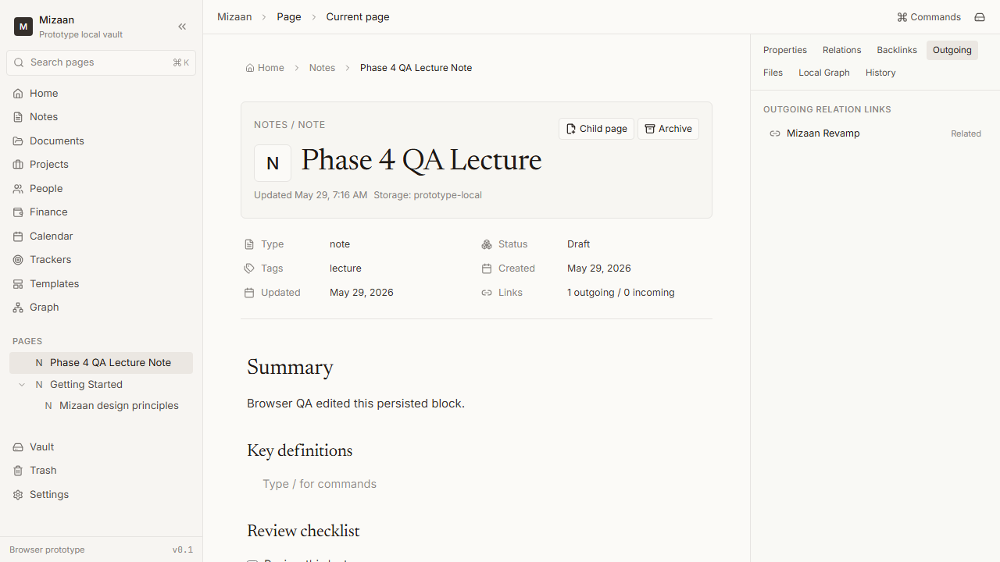 M
Mizaan
Prototype local vault
Search pages ⌘ K
Home
Notes
Documents
Projects
People
Finance
Calendar
Trackers
Templates
Graph
PAGES
N Phase 4 QA Lecture Note
N Getting Started
N Mizaan design principles
Vault
Trash
Settings
Browser prototype v0.1
Mizaan Page Current page
⌘ Commands
Home Notes Phase 4 QA Lecture Note
NOTES / NOTE
Child page Archive
N Phase 4 QA Lecture
Updated May 29, 7:16 AM Storage: prototype-local
Type note Status Draft
Tags lecture Created May 29, 2026
Updated May 29, 2026 Links 1 outgoing / 0 incoming
Summary
Browser QA edited this persisted block.
Key definitions
Type / for commands
Review checklist
Properties Relations Backlinks Outgoing
Files Local Graph History
OUTGOING RELATION LINKS
Mizaan Revamp Related